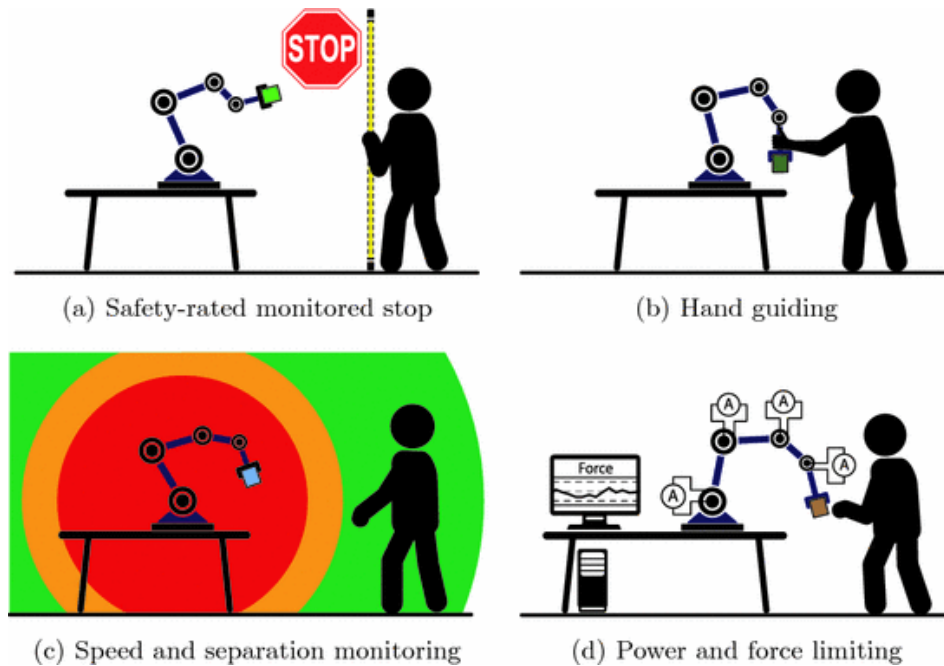 STOP
(a) Safety-rated monitored stop
(b) Hand guiding
(c) Speed and separation monitoring
A
A
A
A
Force
(d) Power and force limiting